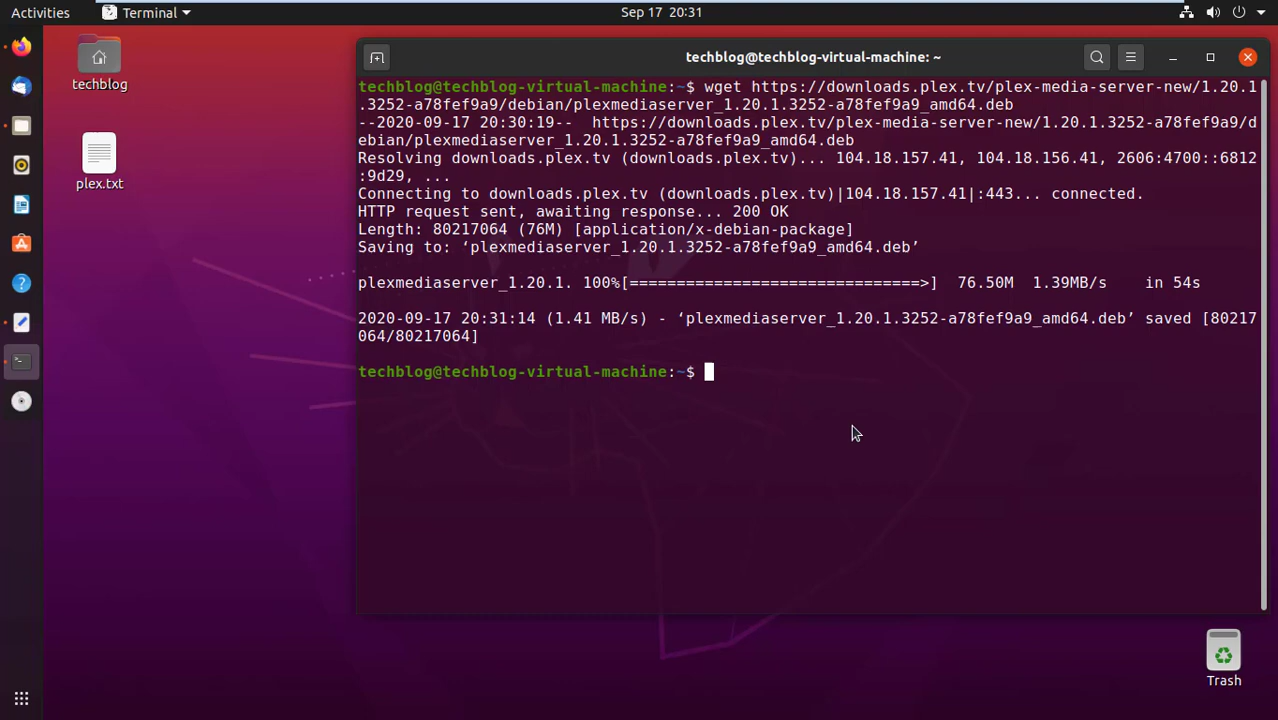 Activities
Terminal
Sep 17 20:31
techblog
plex.txt
techblog@techblog-virtual-machine: ~
techblog@techblog-virtual-machine:~$ wget https://downloads.plex.tv/plex-media-server-new/1.20.1
.3252-a78fef9a9/debian/plexmediaserver_1.20.1.3252-a78fef9a9_amd64.deb
--2020-09-17 20:30:19--  https://downloads.plex.tv/plex-media-server-new/1.20.1.3252-a78fef9a9/d
ebian/plexmediaserver_1.20.1.3252-a78fef9a9_amd64.deb
Resolving downloads.plex.tv (downloads.plex.tv)... 104.18.157.41, 104.18.156.41, 2606:4700::6812
:9d29, ...
Connecting to downloads.plex.tv (downloads.plex.tv)|104.18.157.41|:443... connected.
HTTP request sent, awaiting response... 200 OK
Length: 80217064 (76M) [application/x-debian-package]
Saving to: ‘plexmediaserver_1.20.1.3252-a78fef9a9_amd64.deb’
plexmediaserver_1.20.1. 100%[===============================>]  76.50M  1.39MB/s    in 54s
2020-09-17 20:31:14 (1.41 MB/s) - ‘plexmediaserver_1.20.1.3252-a78fef9a9_amd64.deb’ saved [80217
064/80217064]
techblog@techblog-virtual-machine:~$
Trash